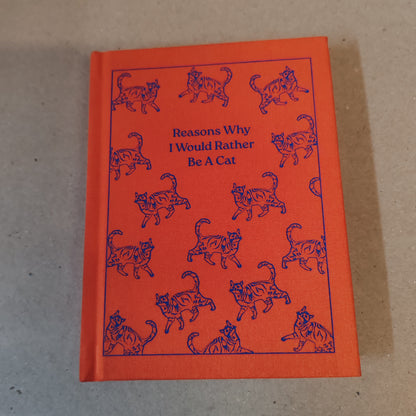 Reasons Why
I Would Rather
Be A Cat